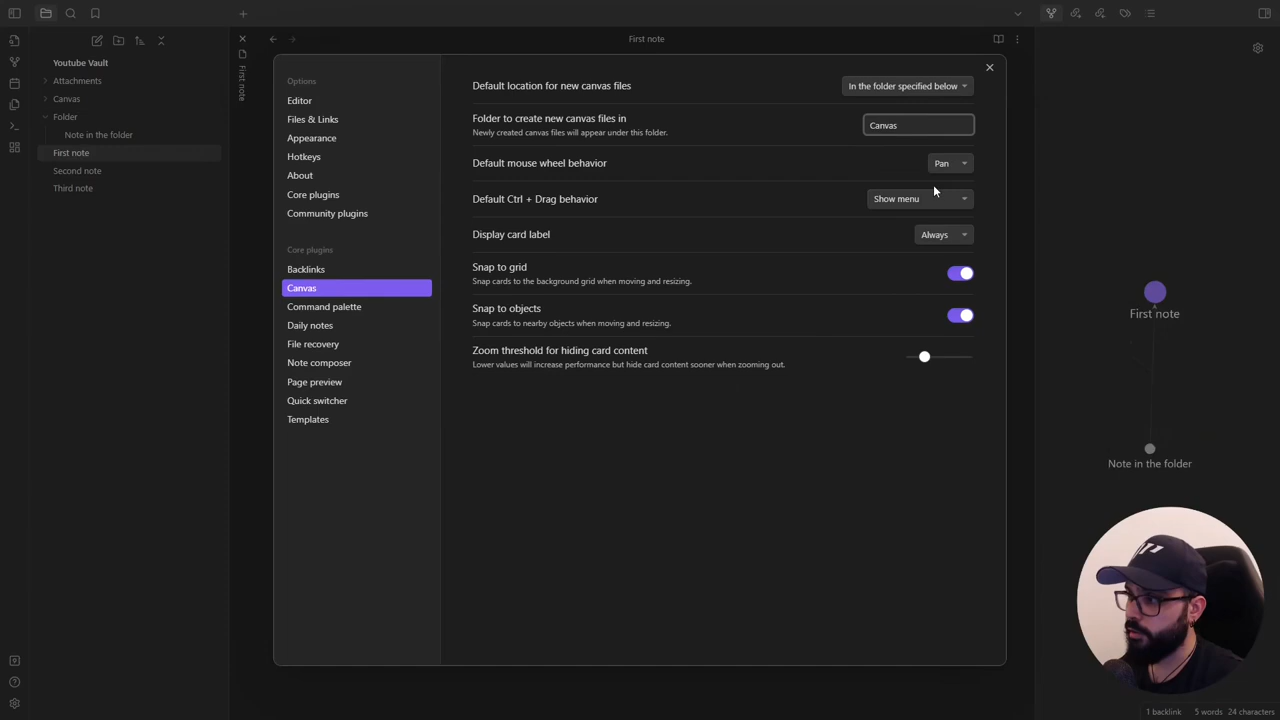 First note
Youtube Vault
Attachments
Canvas
Folder
Note in the folder
First note
Second note
Third note
First note
Options
Editor
Files & Links
Appearance
Hotkeys
About
Core plugins
Community plugins
Core plugins
Backlinks
Canvas
Command palette
Daily notes
File recovery
Note composer
Page preview
Quick switcher
Templates
Default location for new canvas files
In the folder specified below
Folder to create new canvas files in
Newly created canvas files will appear under this folder.
Canvas
Default mouse wheel behavior
Pan
Default Ctrl + Drag behavior
Show menu
Display card label
Always
Snap to grid
Snap cards to the background grid when moving and resizing.
Snap to objects
Snap cards to nearby objects when moving and resizing.
Zoom threshold for hiding card content
Lower values will increase performance but hide card content sooner when zooming out.
First note
Note in the folder
1 backlink
5 words
24 characters